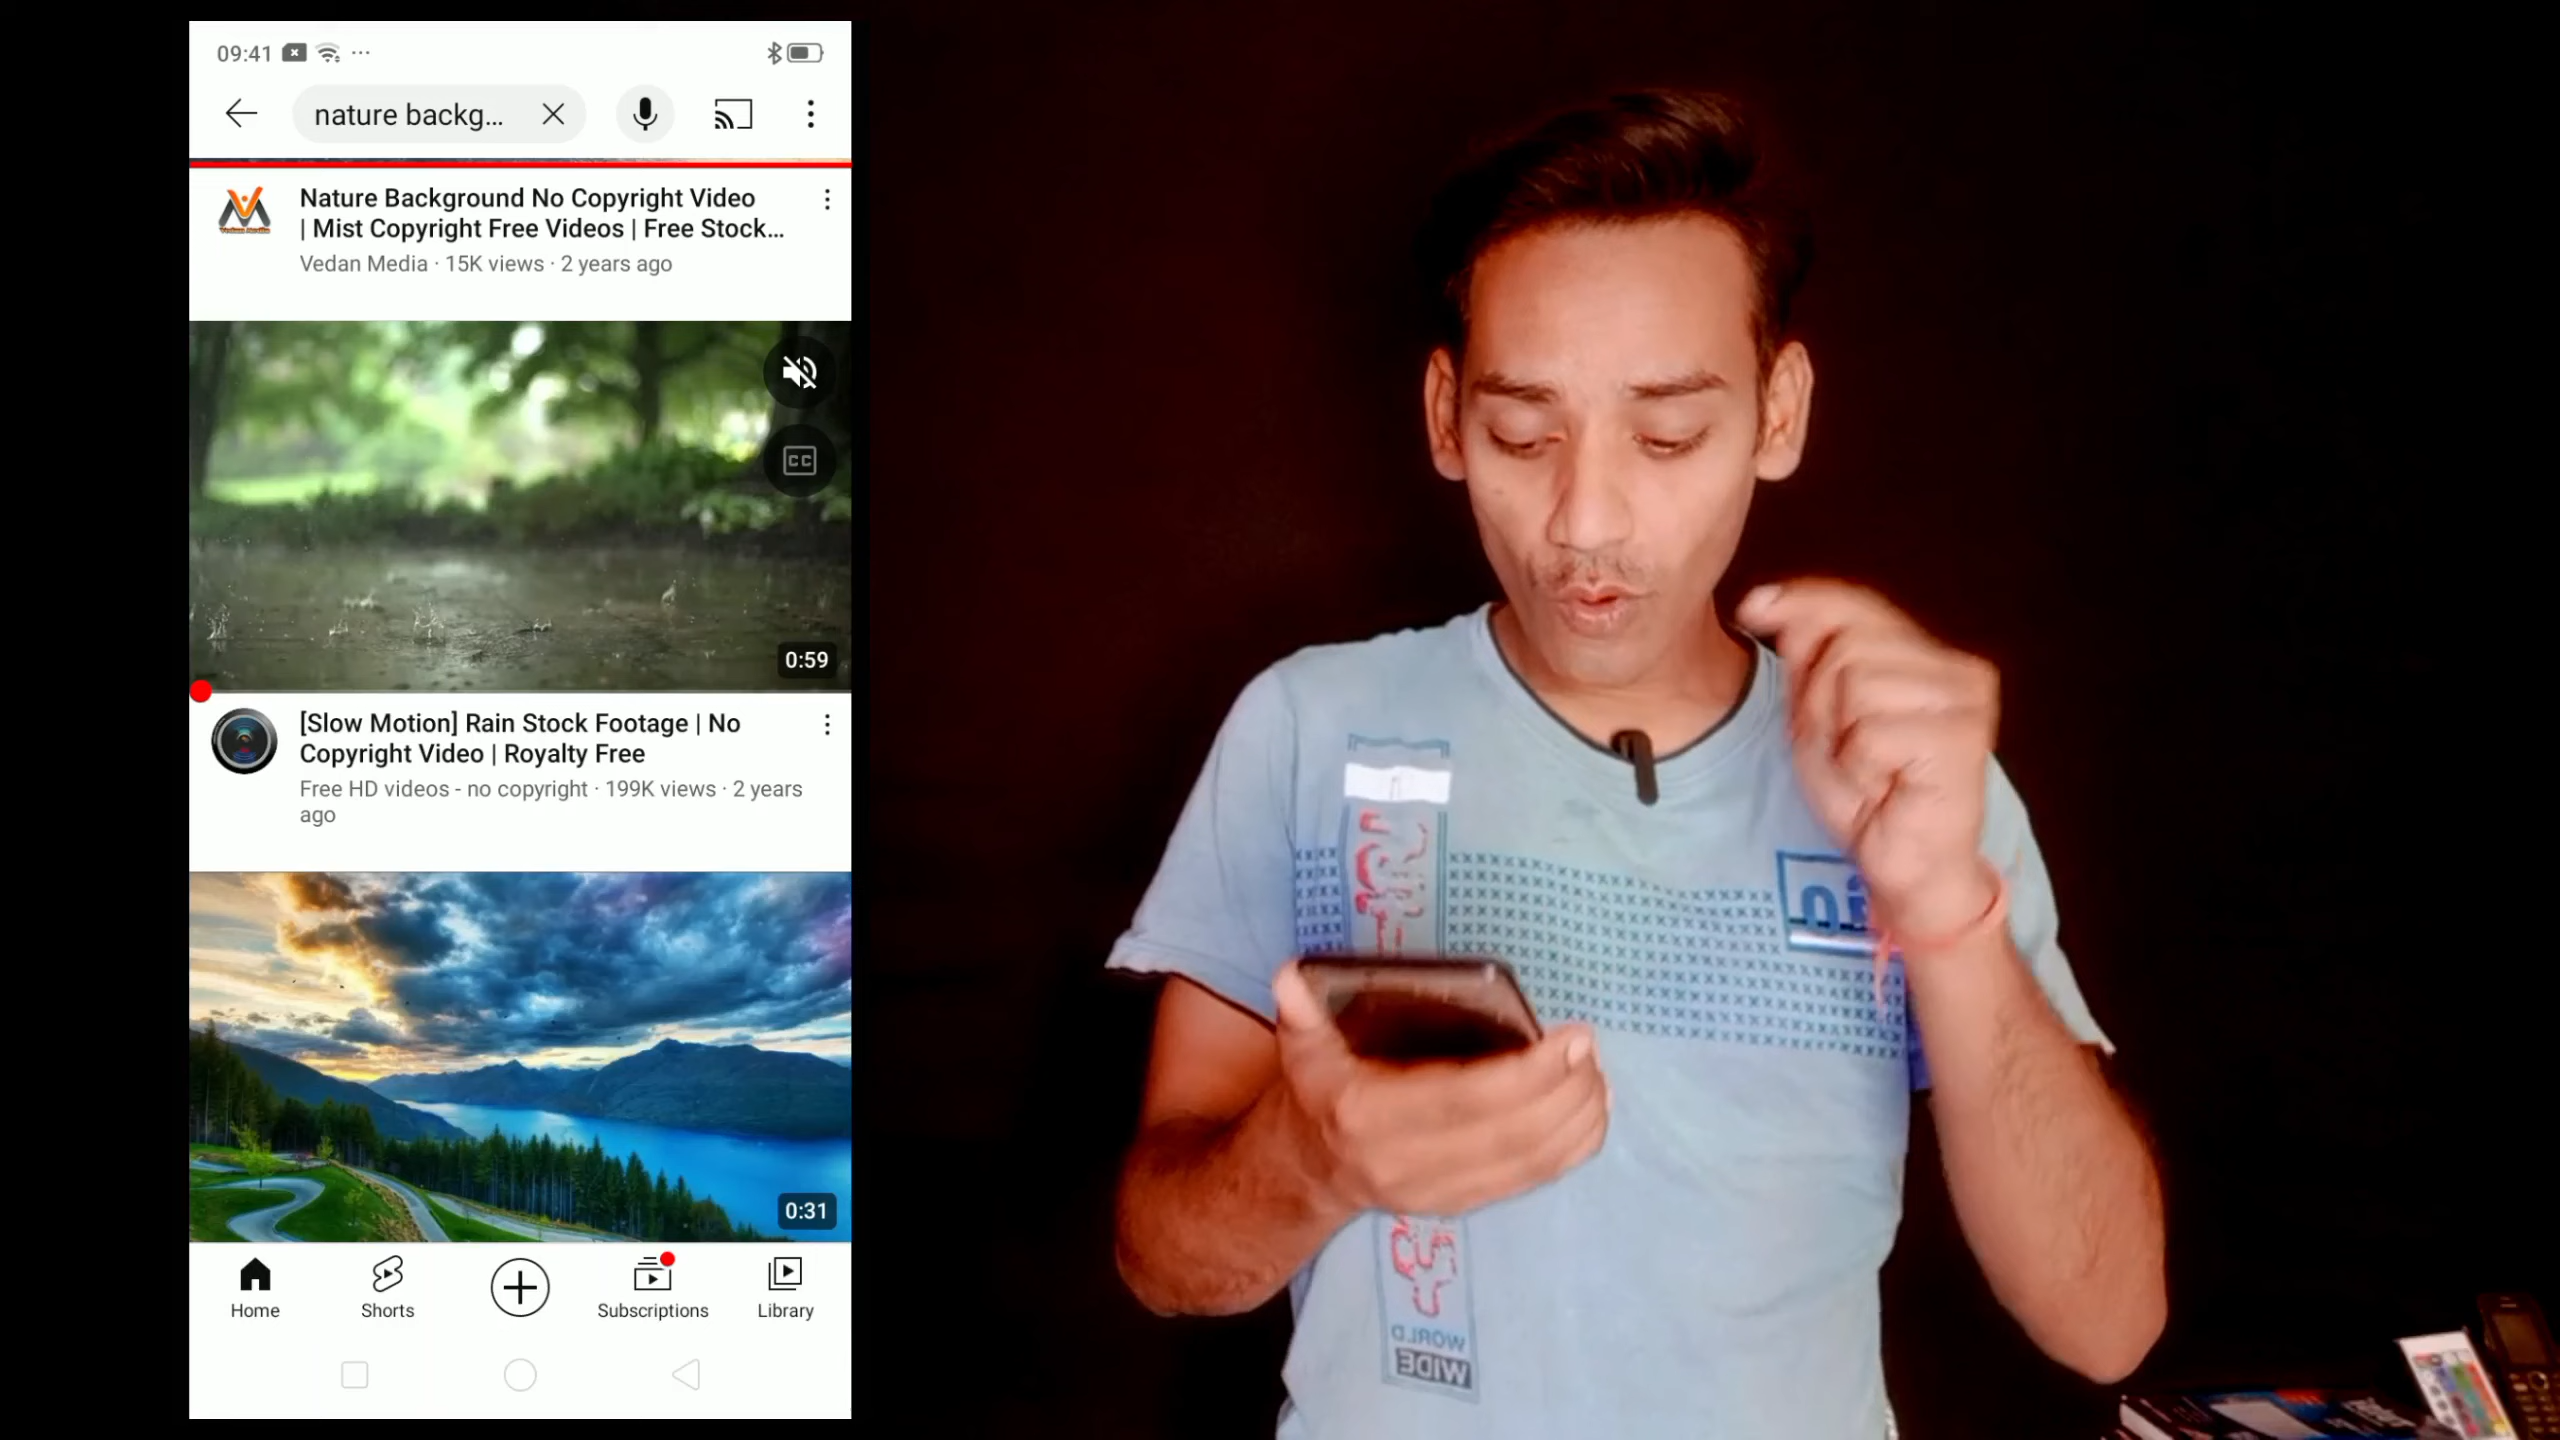 09:41
nature backg...
Nature Background No Copyright Video
| Mist Copyright Free Videos | Free Stock...
Vedan Media · 15K views · 2 years ago
CC
0:59
[Slow Motion] Rain Stock Footage | No
Copyright Video | Royalty Free
Free HD videos - no copyright · 199K views · 2 years
ago
0:31
Home
Shorts
Subscriptions
Library
WORLD
WIDE